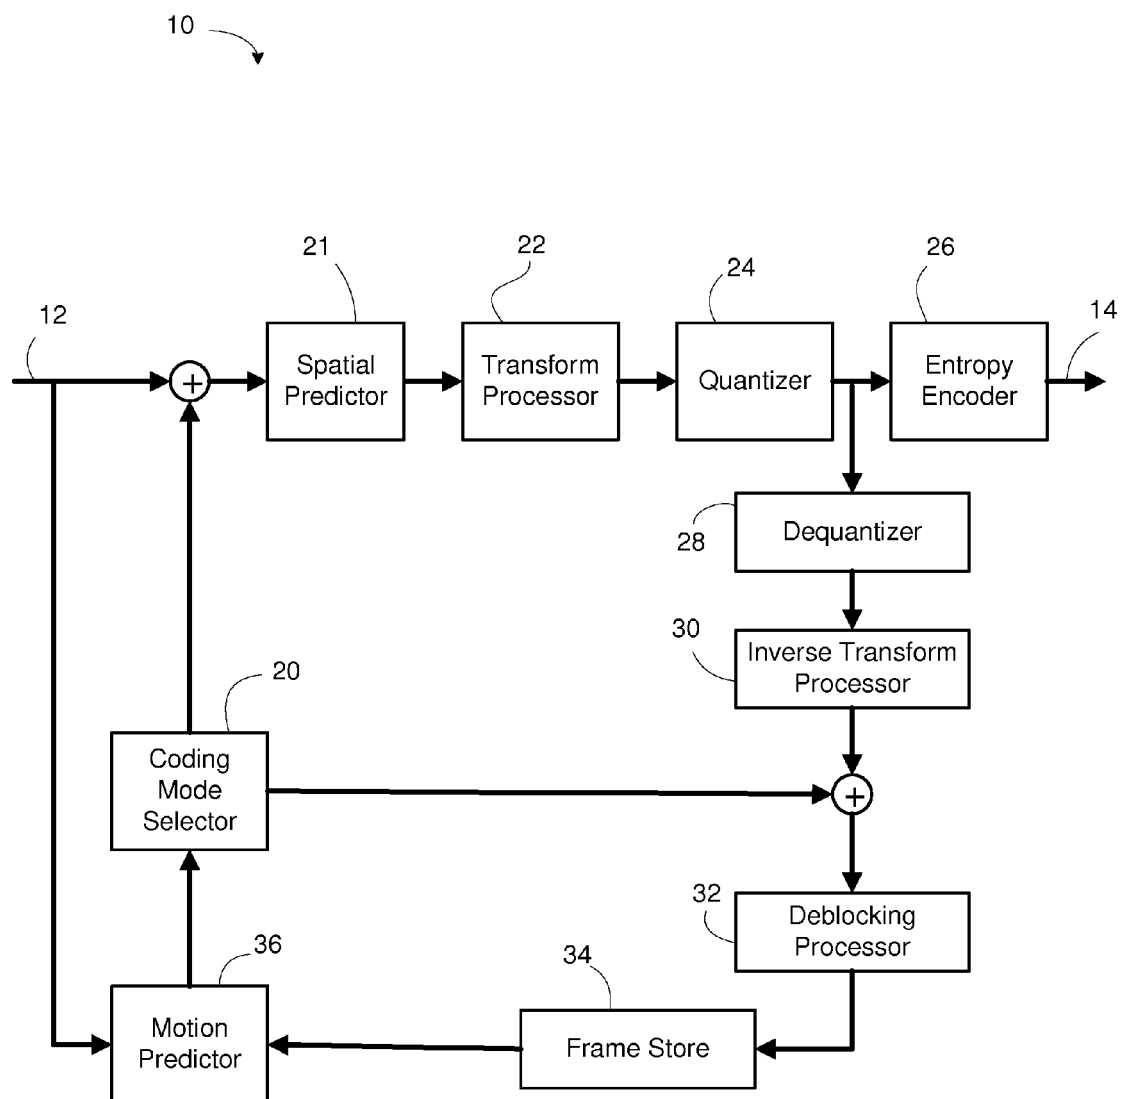 10
21
22
24
26
12
14
+
Spatial
Predictor
Transform
Processor
Quantizer
Entropy
Encoder
28
Dequantizer
30
Inverse Transform
Processor
20
Coding
Mode
Selector
+
32
Deblocking
Processor
36
34
Motion
Predictor
Frame Store